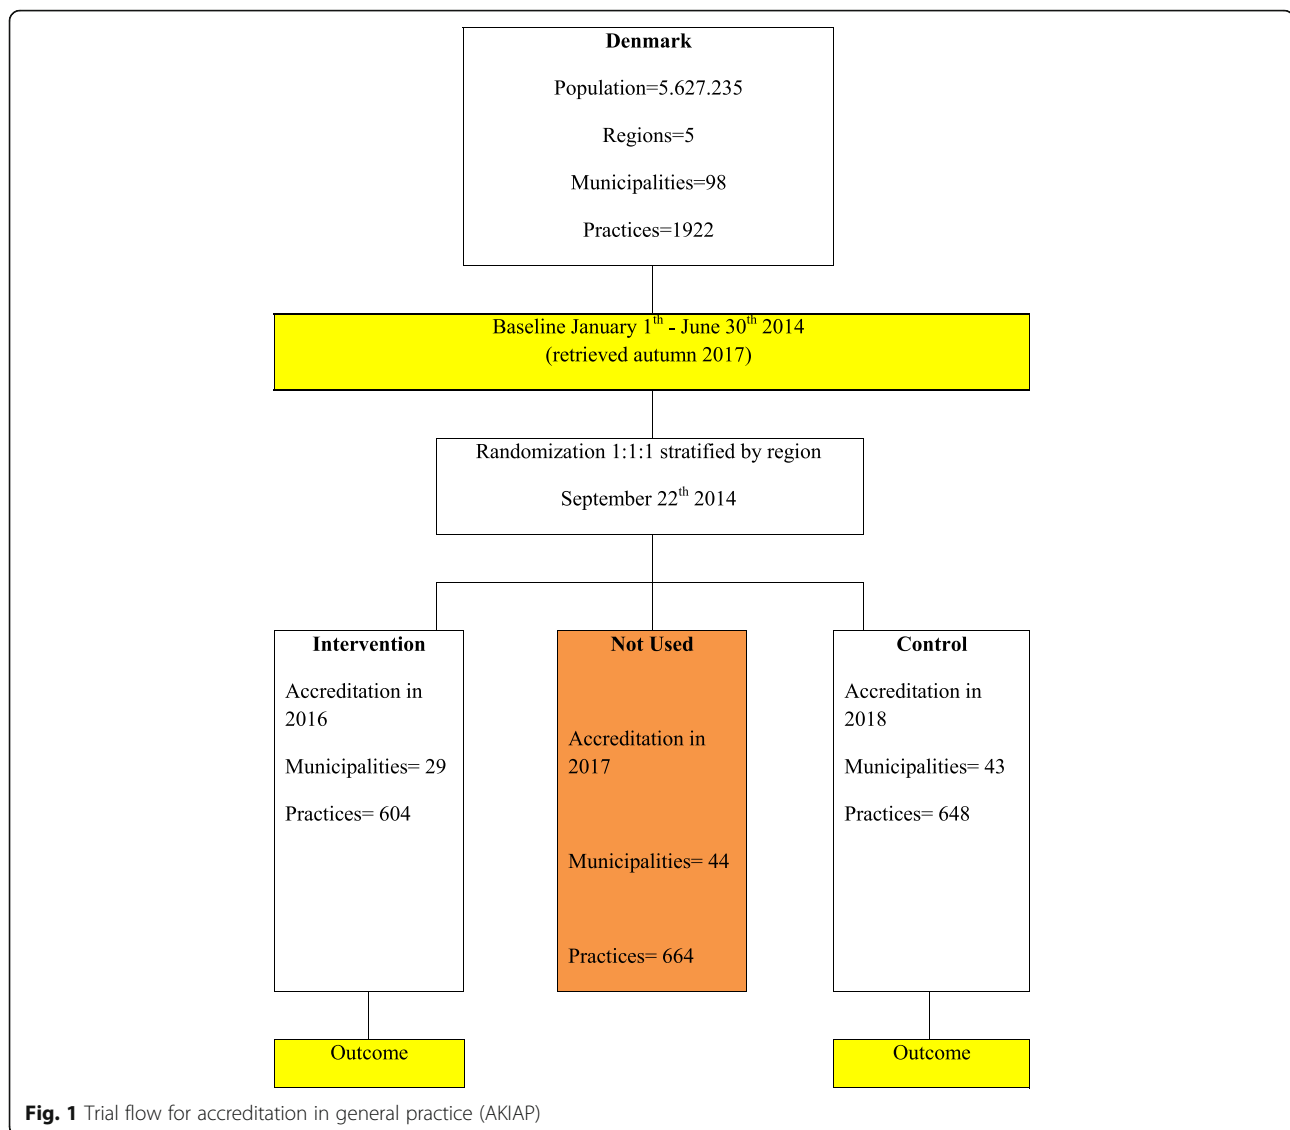 Denmark
Population=5.627.235
Regions=5
Municipalities=98
Practices=1922
Baseline January 1th - June 30th 2014
(retrieved autumn 2017)
Randomization 1:1:1 stratified by region
September 22th 2014
Intervention
Accreditation in
2016
Municipalities= 29
Practices= 604
Not Used
Accreditation in
2017
Municipalities= 44
Practices= 664
Control
Accreditation in
2018
Municipalities= 43
Practices= 648
Outcome
Outcome
Fig. 1 Trial flow for accreditation in general practice (AKIAP)